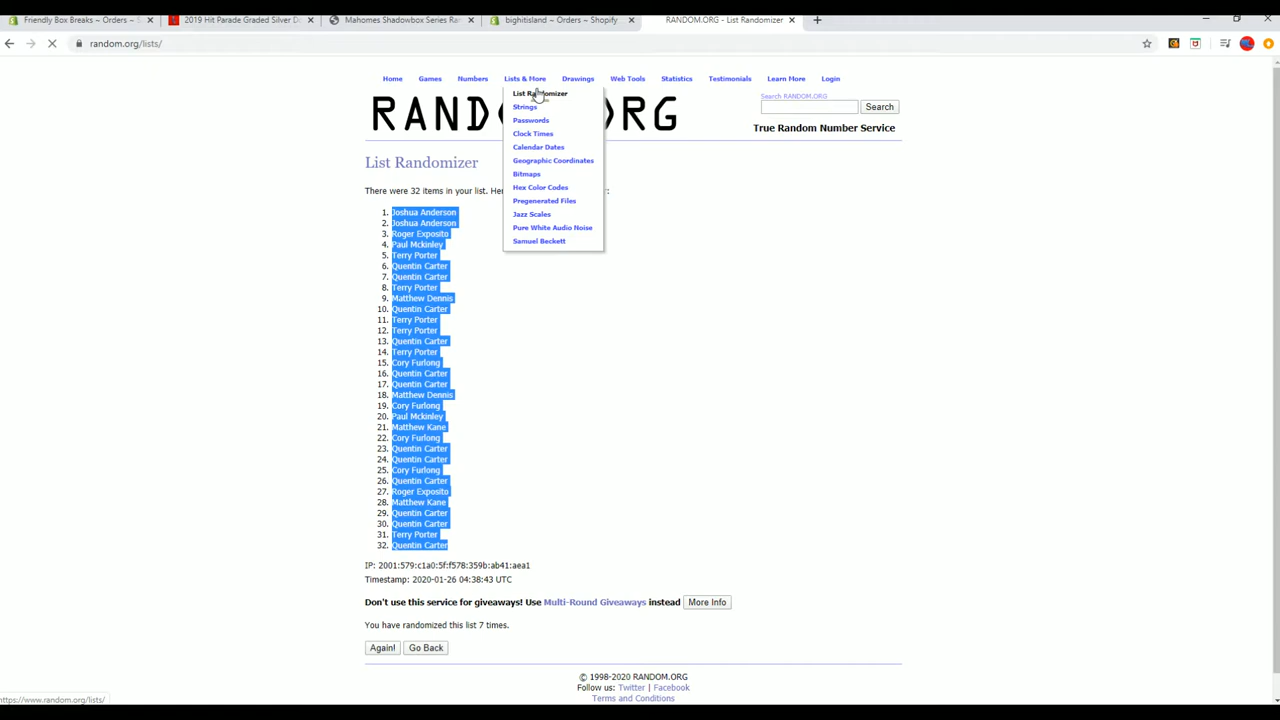 Friendly Box Breaks ~ Orders ~ S
2019 Hit Parade Graded Silver Do
Mahomes Shadowbox Series Ran
bighitisland ~ Orders ~ Shopify
RANDOM.ORG - List Randomizer
random.org/lists/
Home Games Numbers Lists & More Drawings Web Tools Statistics Testimonials Learn More Login
List Randomizer
Strings
Passwords
Clock Times
Calendar Dates
Geographic Coordinates
Bitmaps
Hex Color Codes
Pregenerated Files
Jazz Scales
Pure White Audio Noise
Samuel Beckett
Search RANDOM.ORG
Search
True Random Number Service
List Randomizer
There were 32 items in your list. Her
1. Joshua Anderson
2. Joshua Anderson
3. Roger Exposito
4. Paul Mckinley
5. Terry Porter
6. Quentin Carter
7. Quentin Carter
8. Terry Porter
9. Matthew Dennis
10. Quentin Carter
11. Terry Porter
12. Terry Porter
13. Quentin Carter
14. Terry Porter
15. Cory Furlong
16. Quentin Carter
17. Quentin Carter
18. Matthew Dennis
19. Cory Furlong
20. Paul Mckinley
21. Matthew Kane
22. Cory Furlong
23. Quentin Carter
24. Quentin Carter
25. Cory Furlong
26. Quentin Carter
27. Roger Exposito
28. Matthew Kane
29. Quentin Carter
30. Quentin Carter
31. Terry Porter
32. Quentin Carter
IP: 2001:579:c1a0:5f:f578:359b:ab41:aea1
Timestamp: 2020-01-26 04:38:43 UTC
Don't use this service for giveaways! Use Multi-Round Giveaways instead More Info
You have randomized this list 7 times.
Again! Go Back
© 1998-2020 RANDOM.ORG
Follow us: Twitter | Facebook
Terms and Conditions
https://www.random.org/lists/